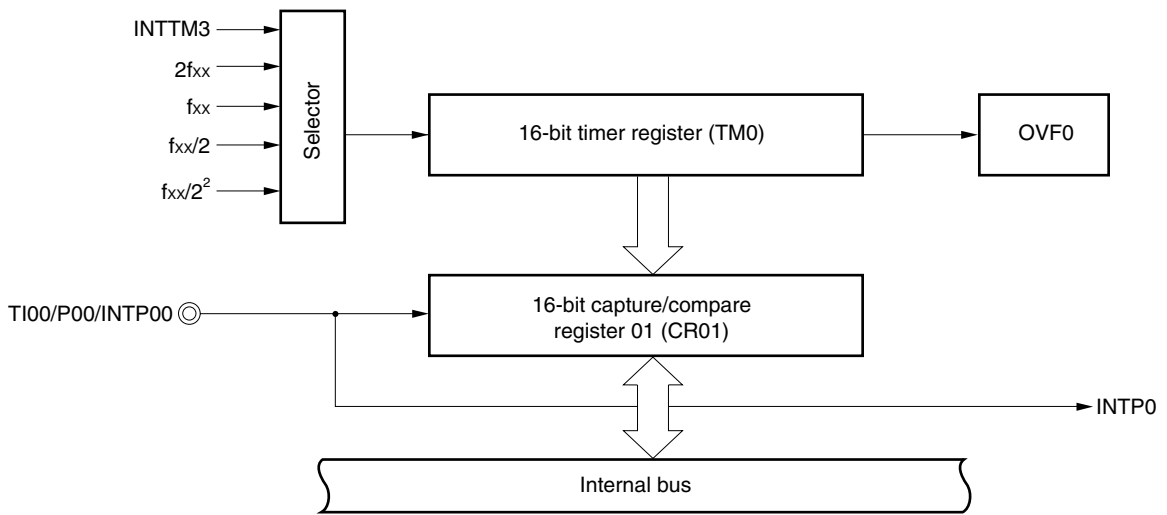 INTTM3
2fxx
fxx
fxx/2
fxx/2²
Selector
16-bit timer register (TM0)
OVF0
TI00/P00/INTP00
16-bit capture/compare
register 01 (CR01)
INTP0
Internal bus